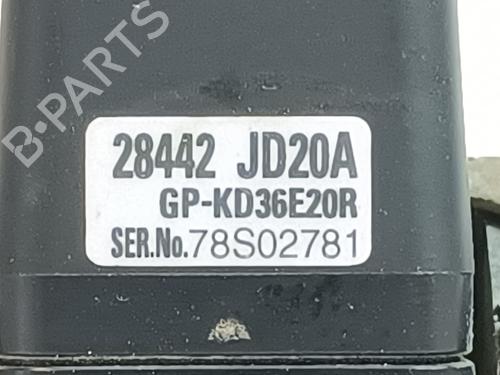 B-PARTS
28442 JD20A
GP-KD36E20R
SER.No.78S02781